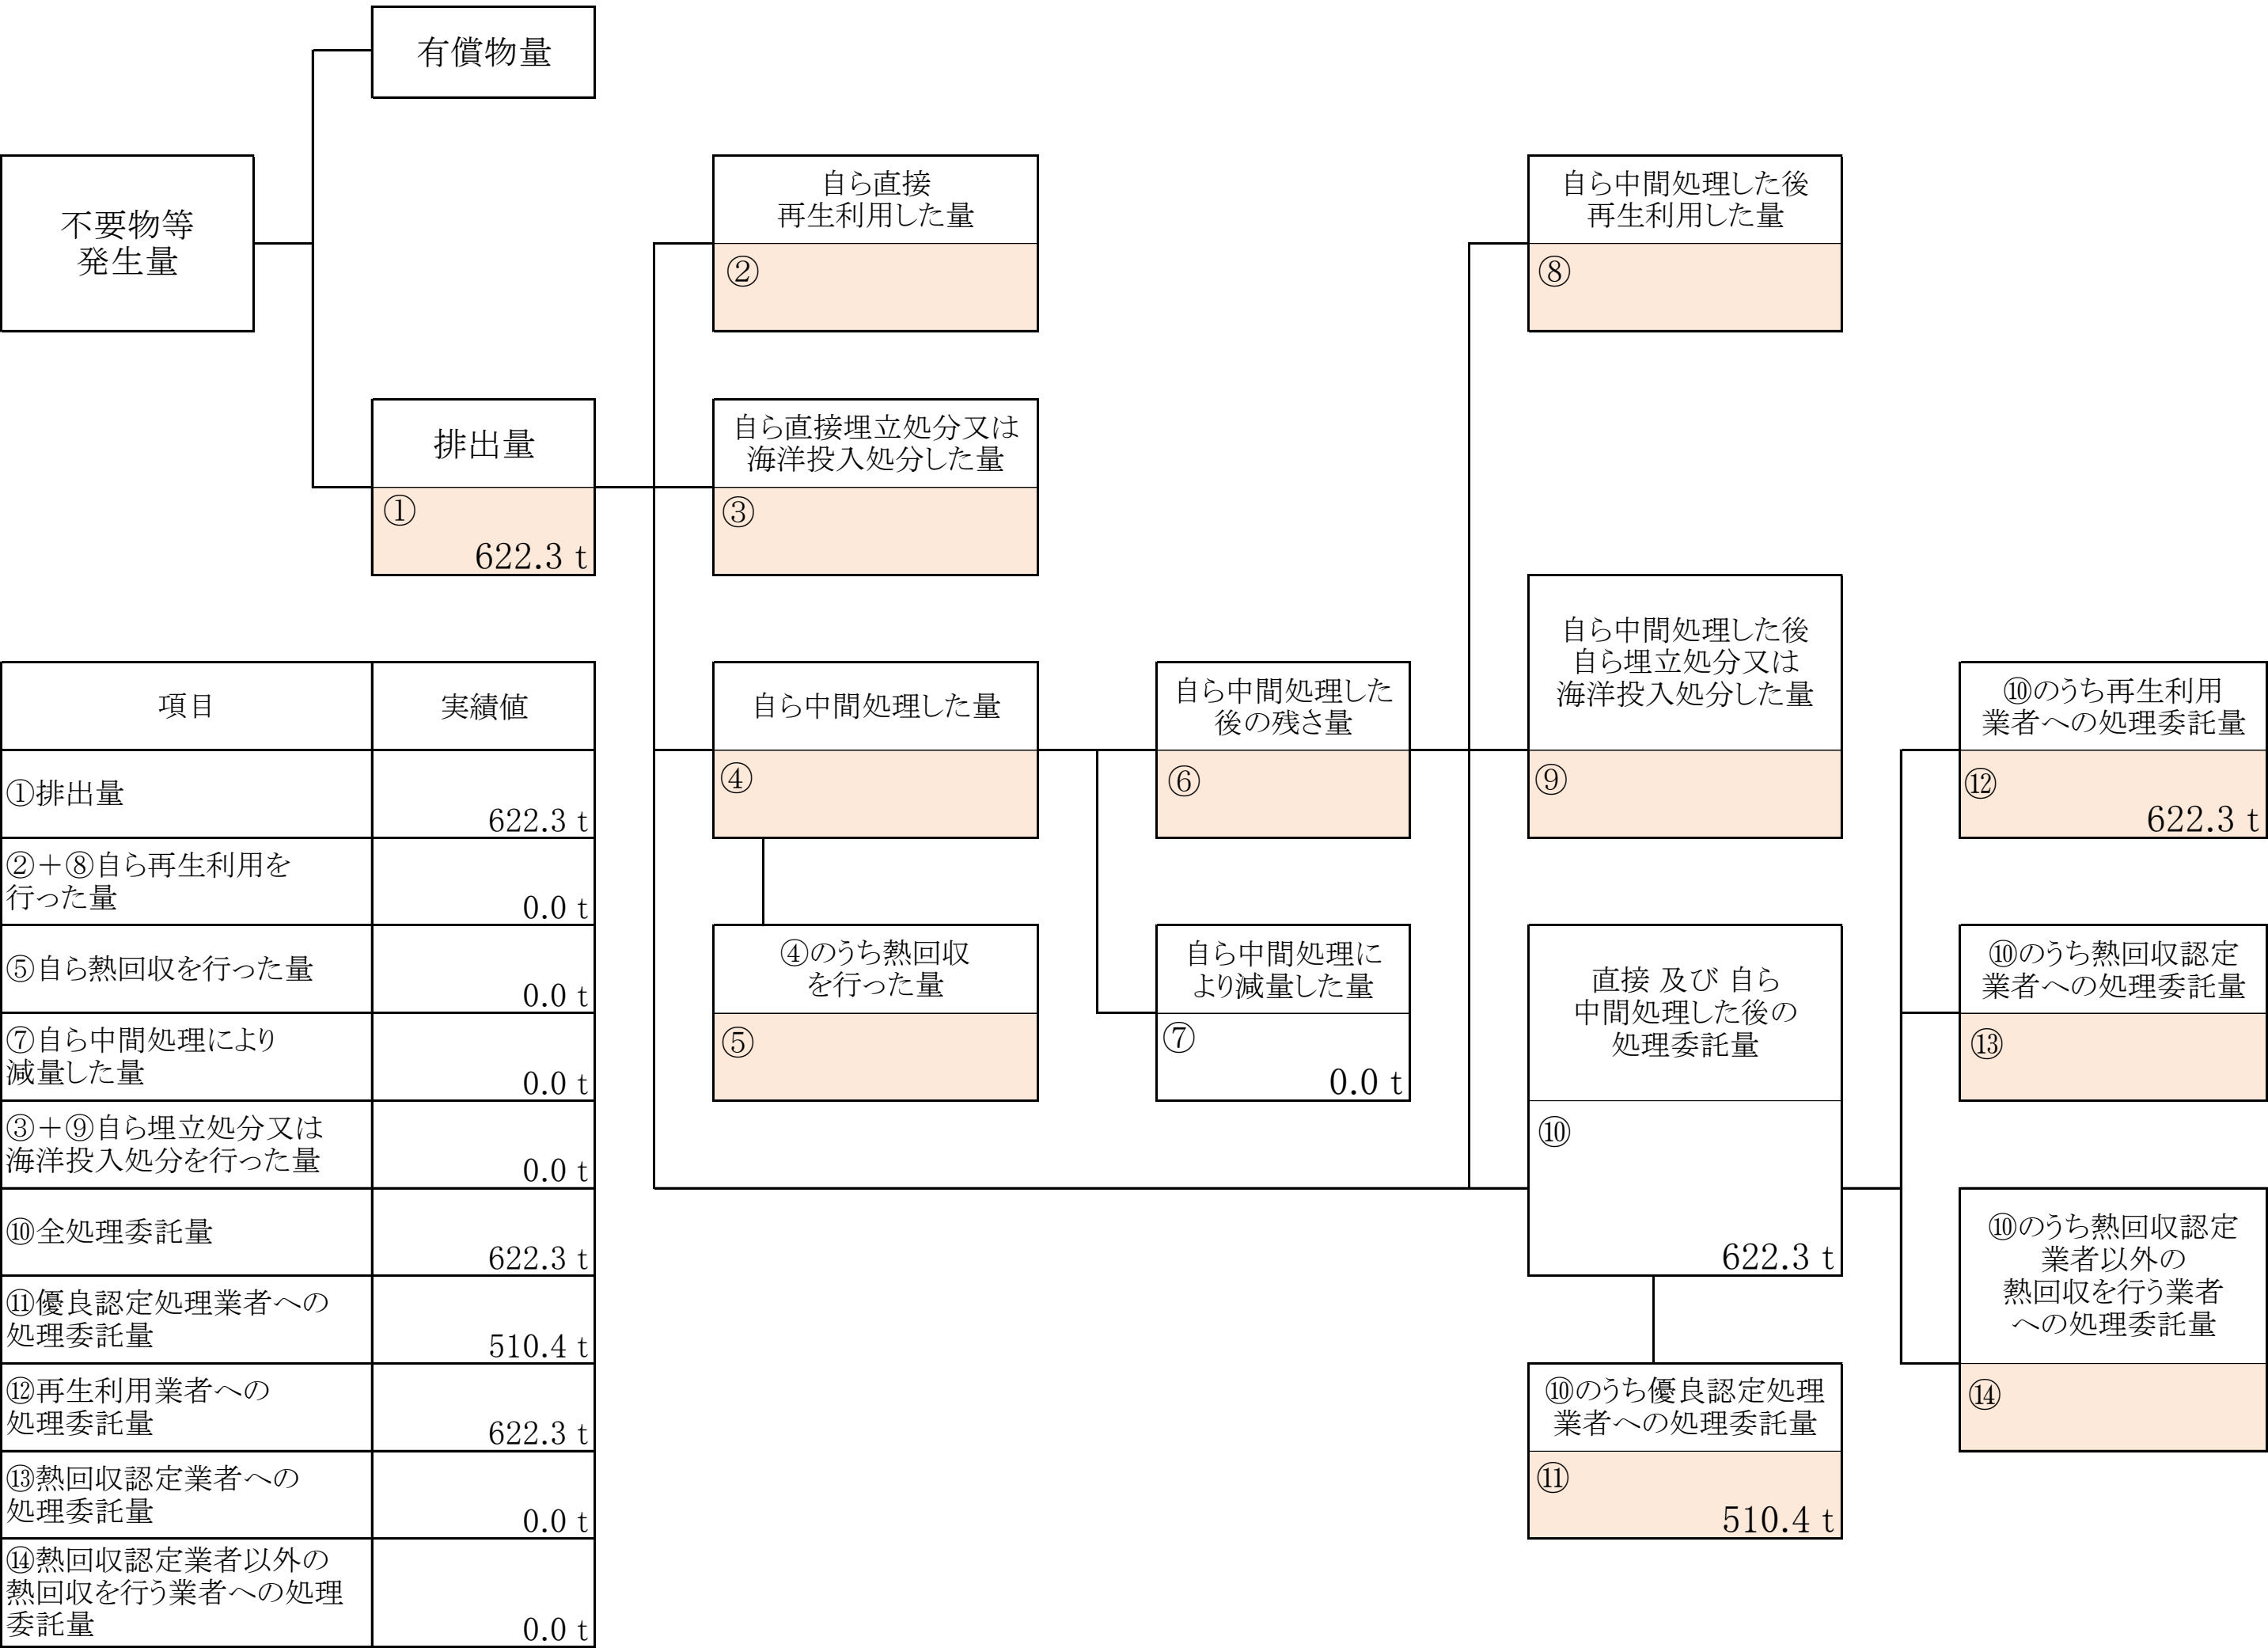 有償物量
不要物等
発生量
自ら直接
再生利用した量
②
自ら中間処理した後
再生利用した量
⑧
排出量
①
622.3 t
自ら直接埋立処分又は
海洋投入処分した量
③
自ら中間処理した量
④
自ら中間処理した
後の残さ量
⑥
自ら中間処理した後
自ら埋立処分又は
海洋投入処分した量
⑨
⑩のうち再生利用
業者への処理委託量
⑫
622.3 t
④のうち熱回収
を行った量
⑤
自ら中間処理に
より減量した量
⑦
0.0 t
直接 及び 自ら
中間処理した後の
処理委託量
⑩
622.3 t
⑩のうち熱回収認定
業者への処理委託量
⑬
⑩のうち熱回収認定
業者以外の
熱回収を行う業者
への処理委託量
⑭
⑩のうち優良認定処理
業者への処理委託量
⑪
510.4 t
項目 実績値
①排出量
622.3 t
②＋⑧自ら再生利用を
行った量
0.0 t
⑤自ら熱回収を行った量
0.0 t
⑦自ら中間処理により
減量した量
0.0 t
③＋⑨自ら埋立処分又は
海洋投入処分を行った量
0.0 t
⑩全処理委託量
622.3 t
⑪優良認定処理業者への
処理委託量
510.4 t
⑫再生利用業者への
処理委託量
622.3 t
⑬熱回収認定業者への
処理委託量
0.0 t
⑭熱回収認定業者以外の
熱回収を行う業者への処理
委託量
0.0 t